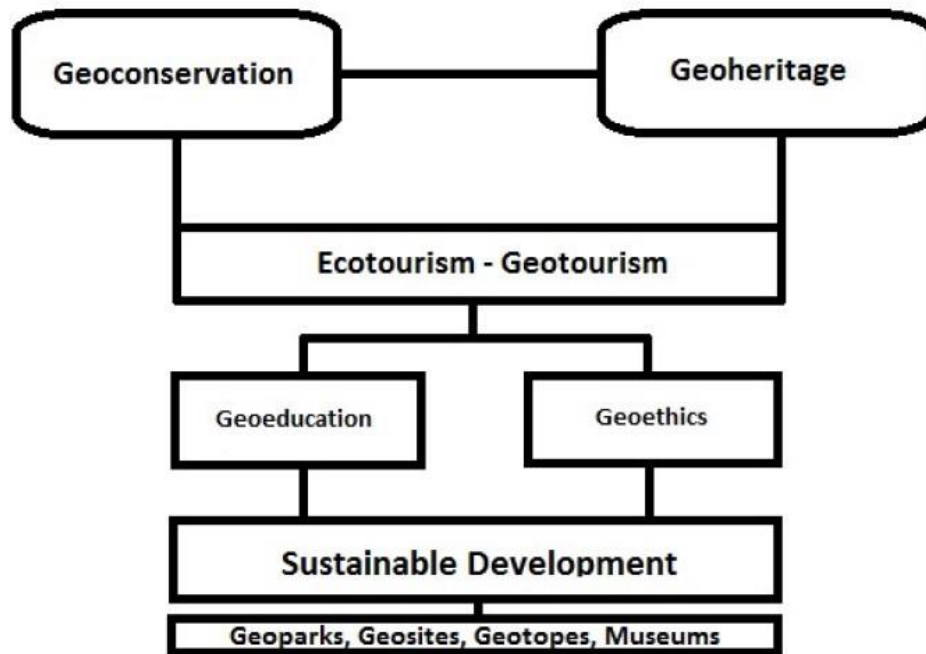 Geoconservation
Geoheritage
Ecotourism - Geotourism
Geoeducation
Geoethics
Sustainable Development
Geoparks, Geosites, Geotopes, Museums